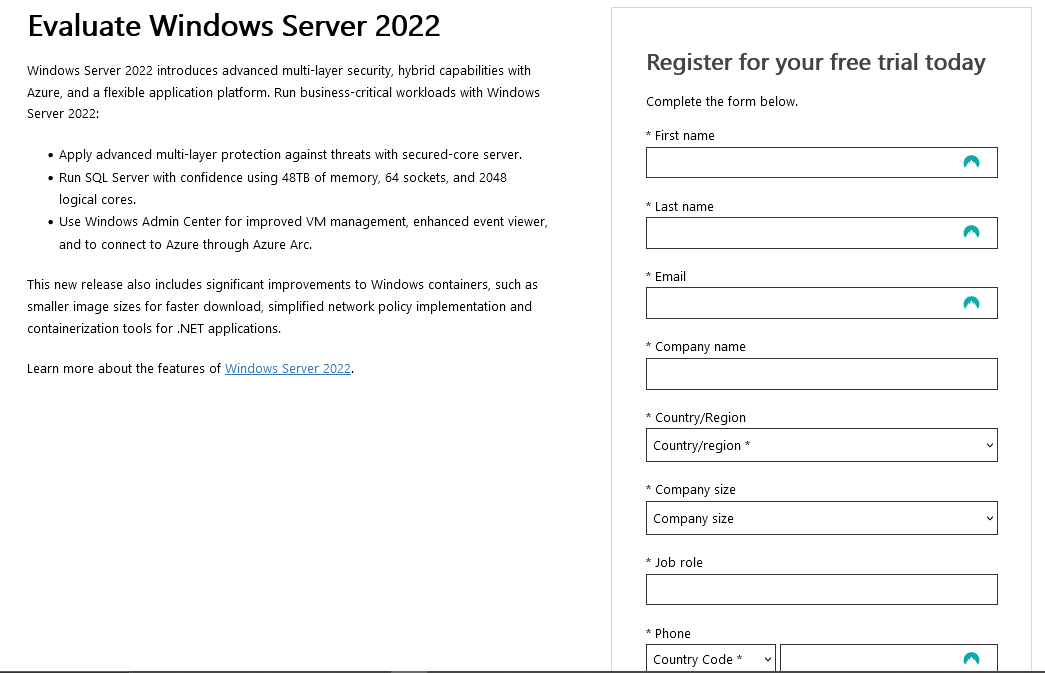 Evaluate Windows Server 2022
Windows Server 2022 introduces advanced multi-layer security, hybrid capabilities with
Azure, and a flexible application platform. Run business-critical workloads with Windows
Server 2022:
• Apply advanced multi-layer protection against threats with secured-core server.
• Run SQL Server with confidence using 48TB of memory, 64 sockets, and 2048
logical cores.
• Use Windows Admin Center for improved VM management, enhanced event viewer,
and to connect to Azure through Azure Arc.
This new release also includes significant improvements to Windows containers, such as
smaller image sizes for faster download, simplified network policy implementation and
containerization tools for .NET applications.
Learn more about the features of Windows Server 2022.
Register for your free trial today
Complete the form below.
* First name
* Last name
* Email
* Company name
* Country/Region
Country/region *
* Company size
Company size
* Job role
* Phone
Country Code *